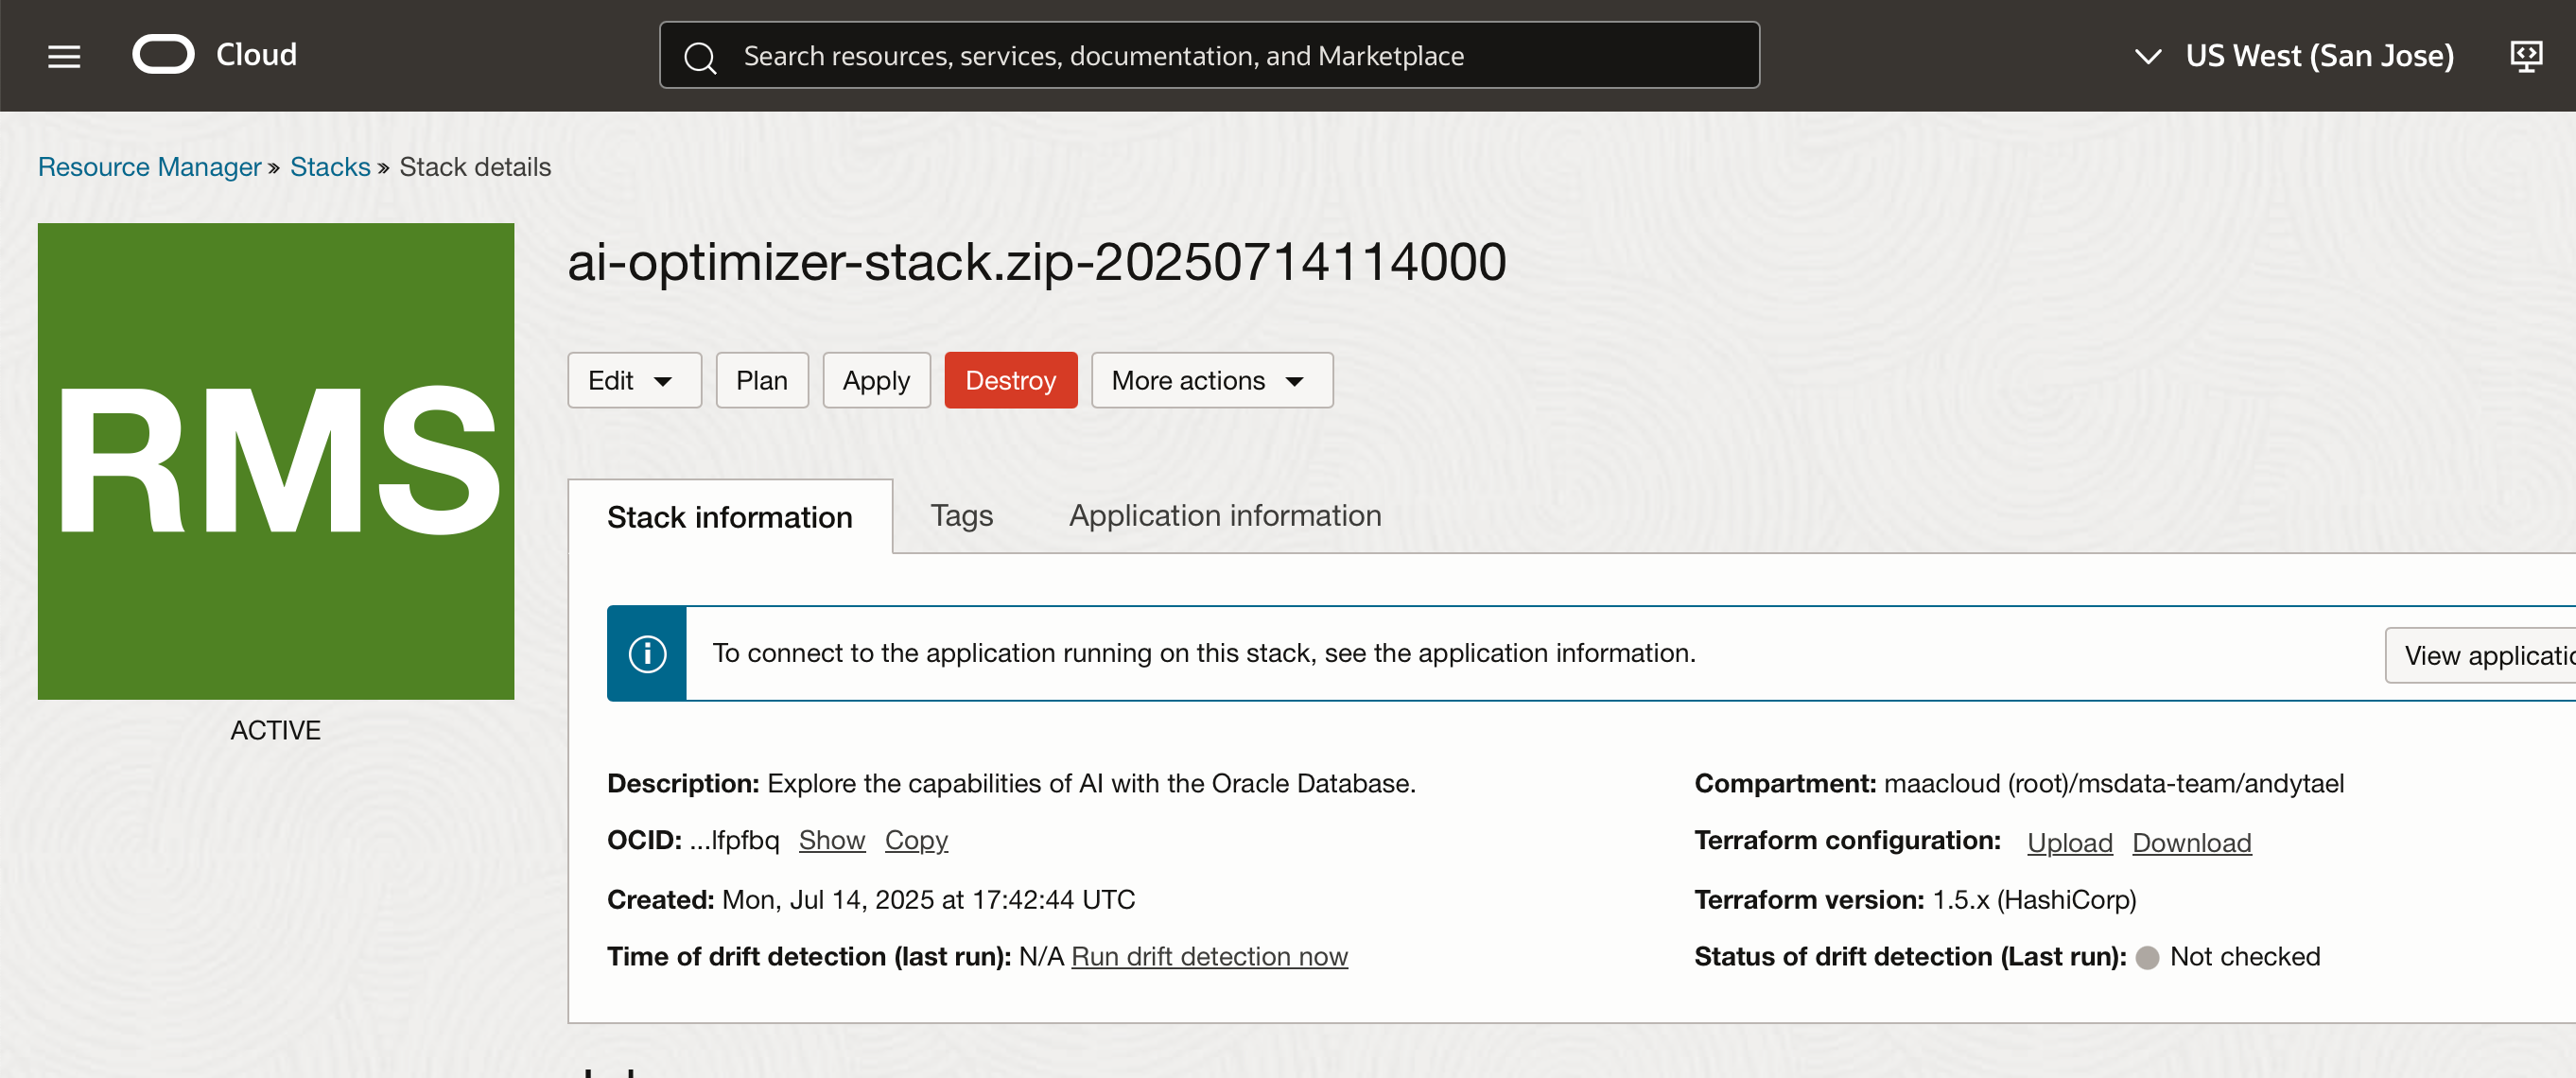 Cloud
Search resources, services, documentation, and Marketplace
US West (San Jose)
Resource Manager » Stacks » Stack details
RMS
ACTIVE
ai-optimizer-stack.zip-20250714114000
Edit Plan Apply Destroy More actions
Stack information Tags Application information
To connect to the application running on this stack, see the application information.
View
Description: Explore the capabilities of AI with the Oracle Database.
OCID: ...lfpfbq Show Copy
Created: Mon, Jul 14, 2025 at 17:42:44 UTC
Time of drift detection (last run): N/A Run drift detection now
Compartment: maacloud (root)/msdata-team/andytael
Terraform configuration: Upload Download
Terraform version: 1.5.x (HashiCorp)
Status of drift detection (Last run): Not checked